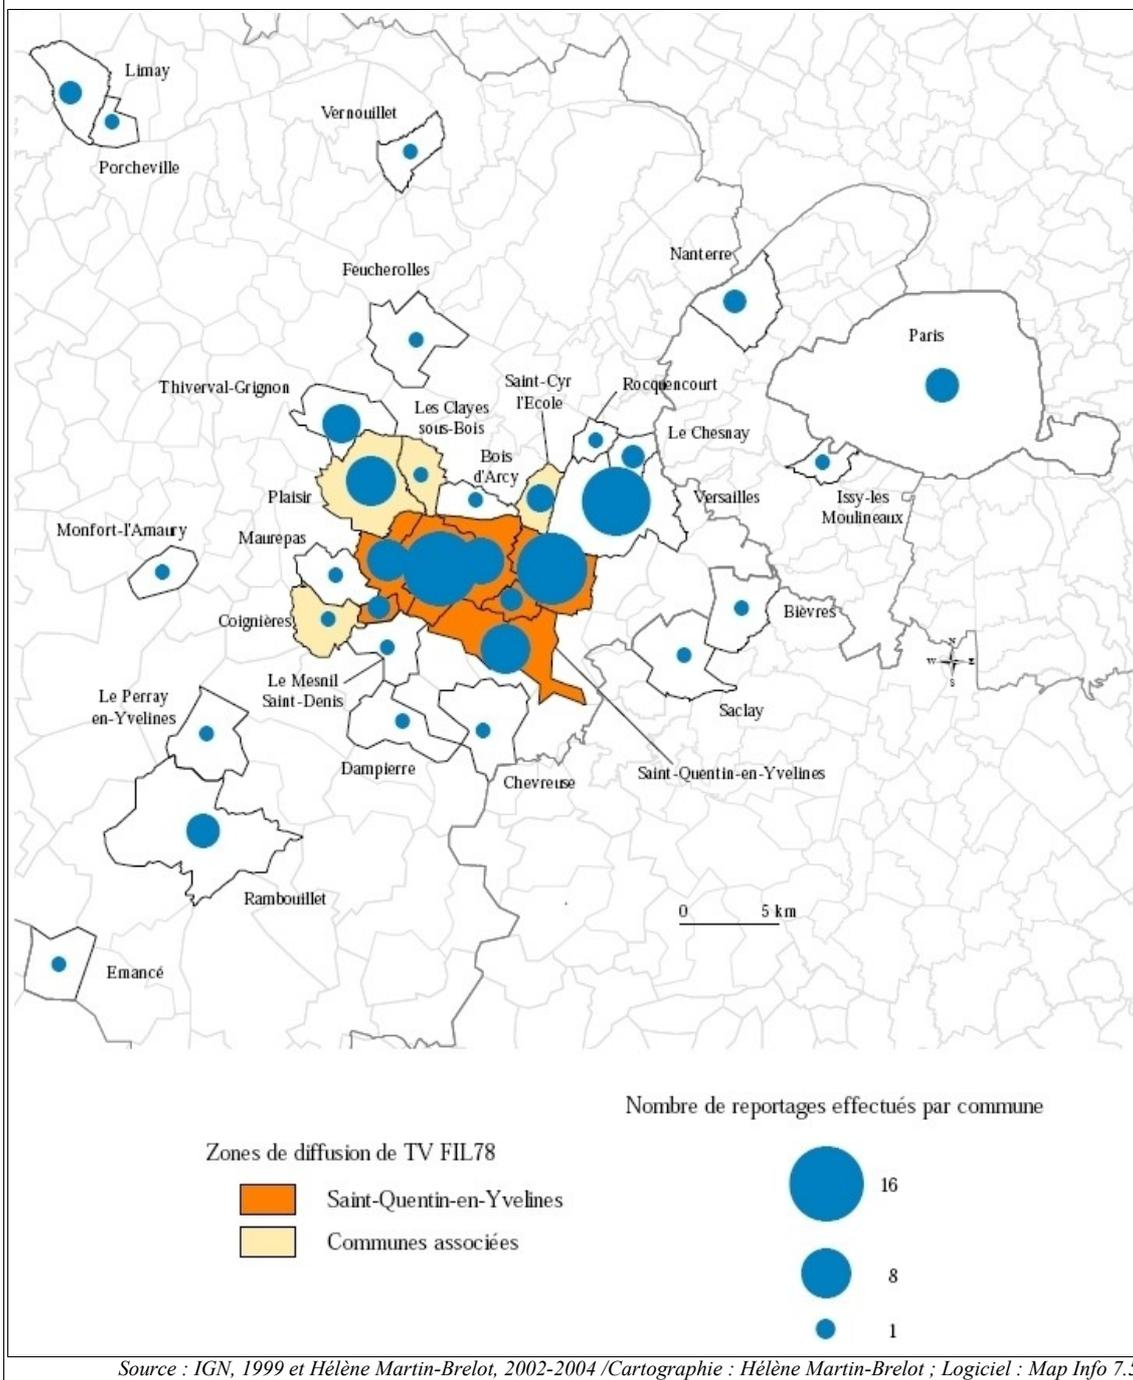 Limay
Porcheville
Vernouillet
Feucherolles
Nanterre
Paris
Thiverval-Grignon
Les Clayes
sous-Bois
Saint-Cyr
l'Ecole
Rocquencourt
Le Chesnay
Bois
d'Arcy
Plaisir
Versailles
Issy-les
Moulineaux
Monfort-l'Amaury
Maurepas
Coignières
Bièvres
N
W
E
S
Le Mesnil
Saint-Denis
Le Perray
en-Yvelines
Saclay
Dampierre
Chevreuse
Saint-Quentin-en-Yvelines
Rambouillet
0 5 km
Emancé
Nombre de reportages effectués par commune
Zones de diffusion de TV FIL78
Saint-Quentin-en-Yvelines
Communes associées
16
8
1
Source : IGN, 1999 et Hélène Martin-Brelot, 2002-2004 /Cartographie : Hélène Martin-Brelot ; Logiciel : Map Info